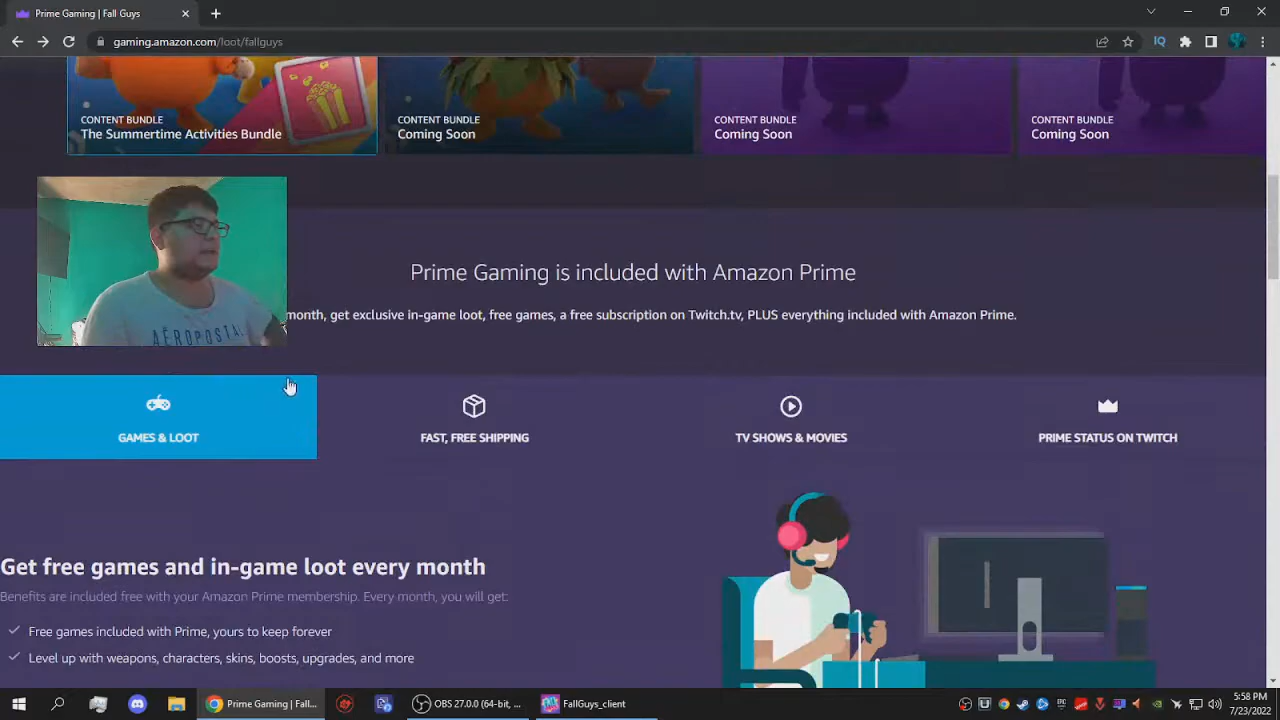 Prime Gaming | Fall Guys
gaming.amazon.com/loot/fallguys
CONTENT BUNDLE
The Summertime Activities Bundle
CONTENT BUNDLE
Coming Soon
CONTENT BUNDLE
Coming Soon
CONTENT BUNDLE
Coming Soon
AÉROPOSTAL
Prime Gaming is included with Amazon Prime
month, get exclusive in-game loot, free games, a free subscription on Twitch.tv, PLUS everything included with Amazon Prime.
GAMES & LOOT
FAST, FREE SHIPPING
TV SHOWS & MOVIES
PRIME STATUS ON TWITCH
Get free games and in-game loot every month
Benefits are included free with your Amazon Prime membership. Every month, you will get:
Free games included with Prime, yours to keep forever
Level up with weapons, characters, skins, boosts, upgrades, and more
Prime Gaming | Fall...
OBS 27.0.0 (64-bit, ...
FallGuys_client
5:58 PM
7/23/2022